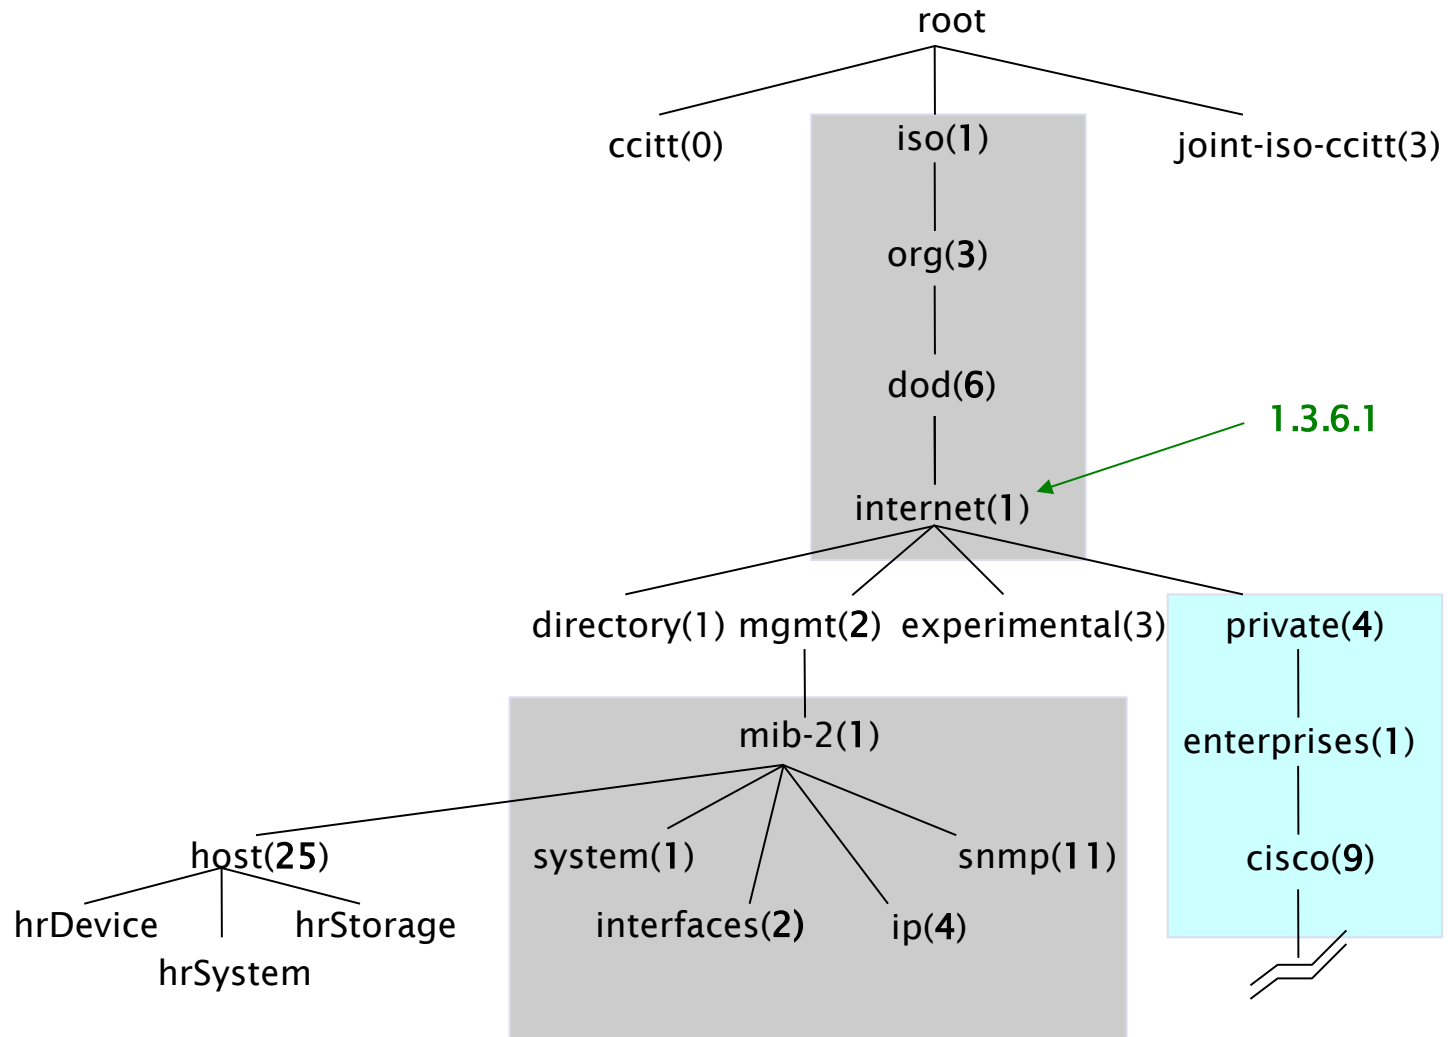 root
ccitt(0)
iso(1)
joint-iso-ccitt(3)
org(3)
dod(6)
1.3.6.1
internet(1)
directory(1) mgmt(2) experimental(3) private(4)
mib-2(1)
enterprises(1)
host(25)
system(1)
snmp(11)
cisco(9)
hrDevice
hrStorage
interfaces(2)
ip(4)
hrSystem